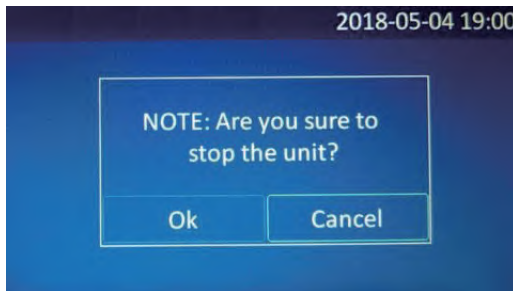 2018-05-04 19:00
NOTE: Are you sure to
stop the unit?
Ok
Cancel